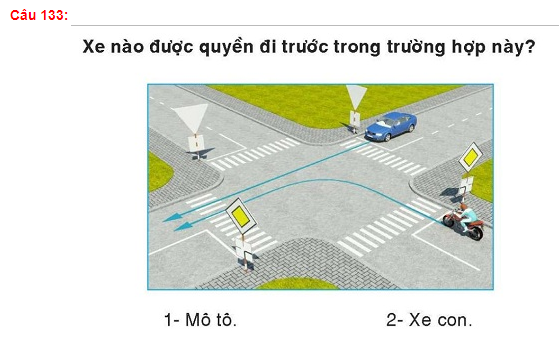 Câu 133:
Xe nào được quyền đi trước trong trường hợp này?
1- Mô tô.
2- Xe con.